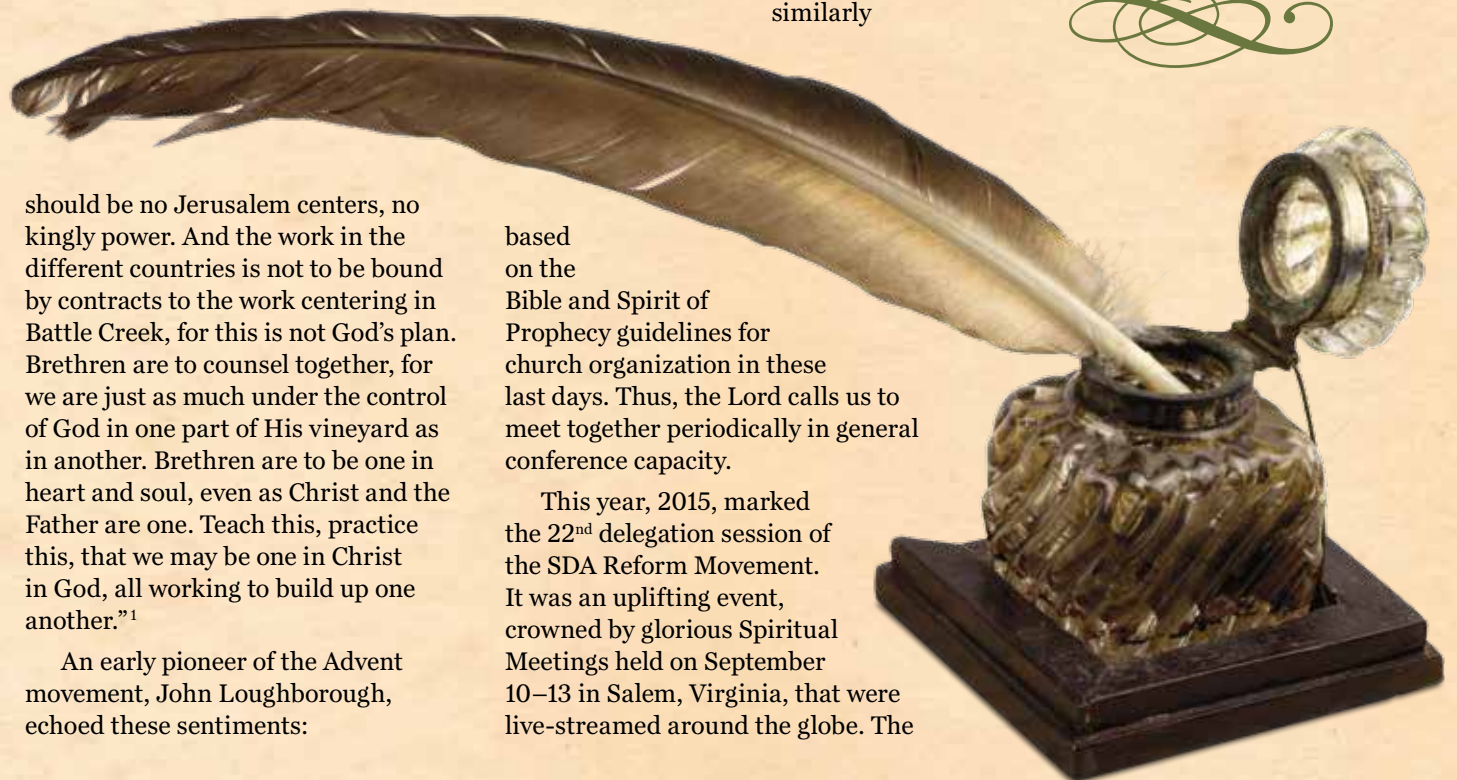 similarly
should be no Jerusalem centers, no
kingly power. And the work in the
different countries is not to be bound
by contracts to the work centering in
Battle Creek, for this is not God’s plan.
Brethren are to counsel together, for
we are just as much under the control
of God in one part of His vineyard as
in another. Brethren are to be one in
heart and soul, even as Christ and the
Father are one. Teach this, practice
this, that we may be one in Christ
in God, all working to build up one
another.” 1
An early pioneer of the Advent
movement, John Loughborough,
echoed these sentiments:
based
on the
Bible and Spirit of
Prophecy guidelines for
church organization in these
last days. Thus, the Lord calls us to
meet together periodically in general
conference capacity.
This year, 2015, marked
the 22nd delegation session of
the SDA Reform Movement.
It was an uplifting event,
crowned by glorious Spiritual
Meetings held on September
10–13 in Salem, Virginia, that were
live-streamed around the globe. The